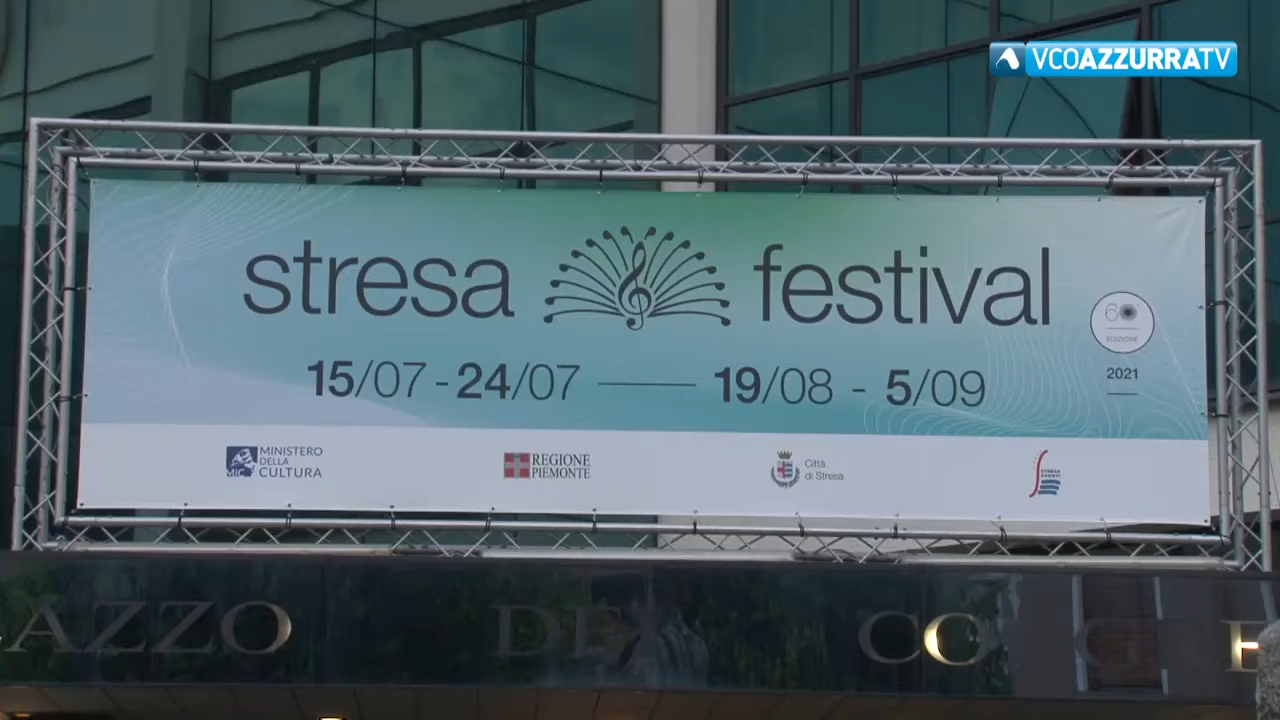 VCOAZZURRATV
stresa festival
60
EDIZIONE
2021
15/07 - 24/07 — 19/08 - 5/09
MiC
MINISTERO
DELLA
CULTURA
REGIONE
PIEMONTE
Città
di Stresa
STRESA
EVENTI
AZZO DE CO G E